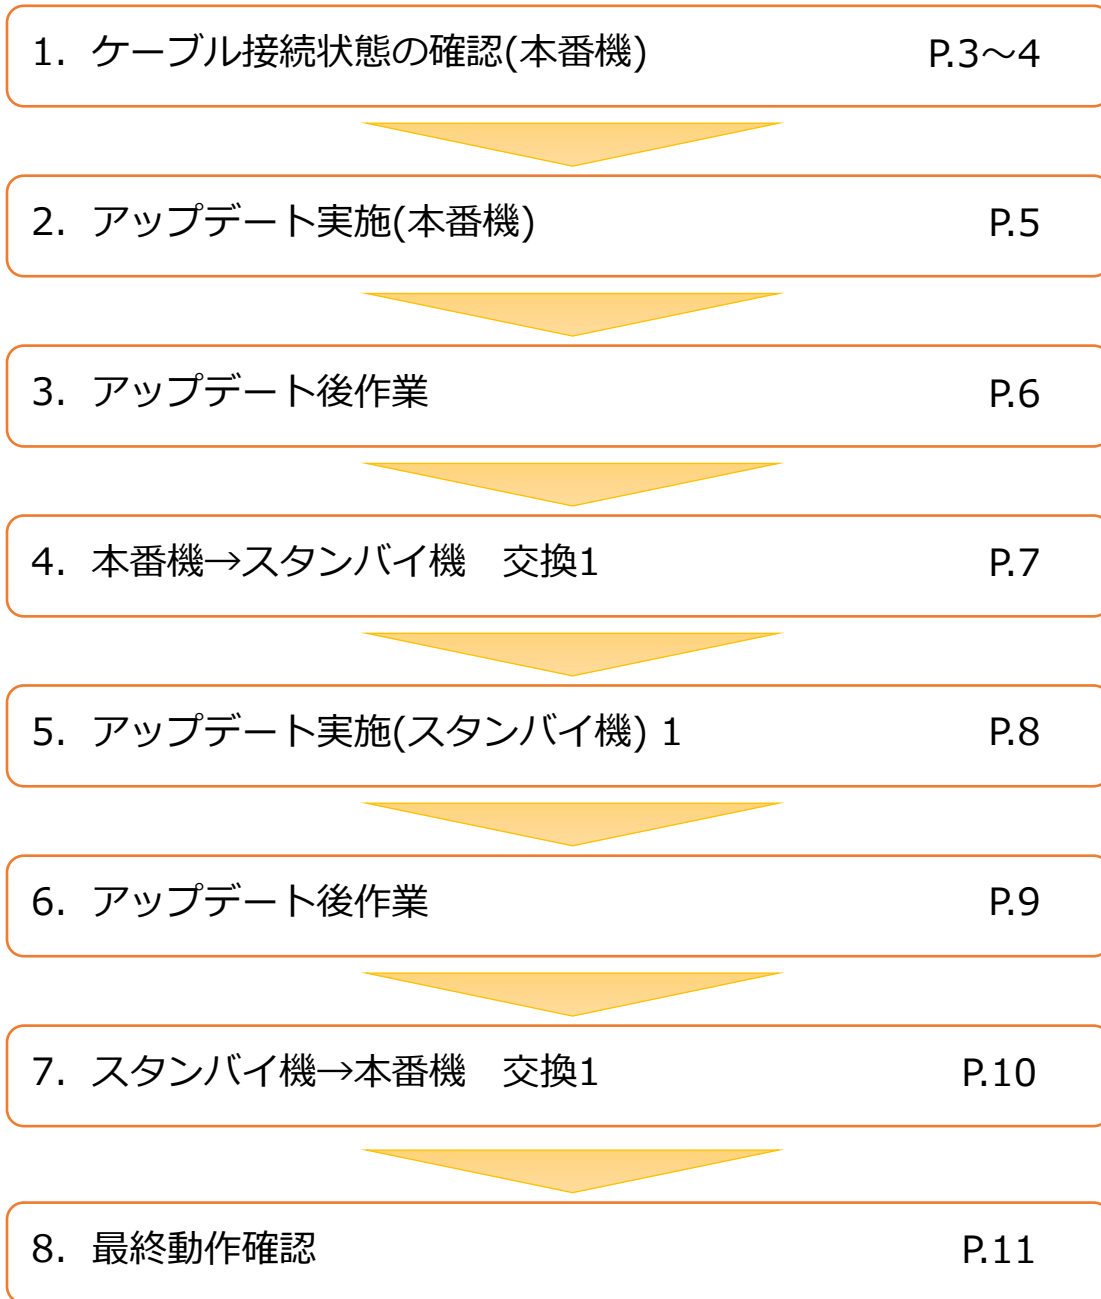 1. ケーブル接続状態の確認(本番機) P.3～4
2. アップデート実施(本番機) P.5
3. アップデート後作業 P.6
4. 本番機→スタンバイ機　交換1 P.7
5. アップデート実施(スタンバイ機) 1 P.8
6. アップデート後作業 P.9
7. スタンバイ機→本番機　交換1 P.10
8. 最終動作確認 P.11